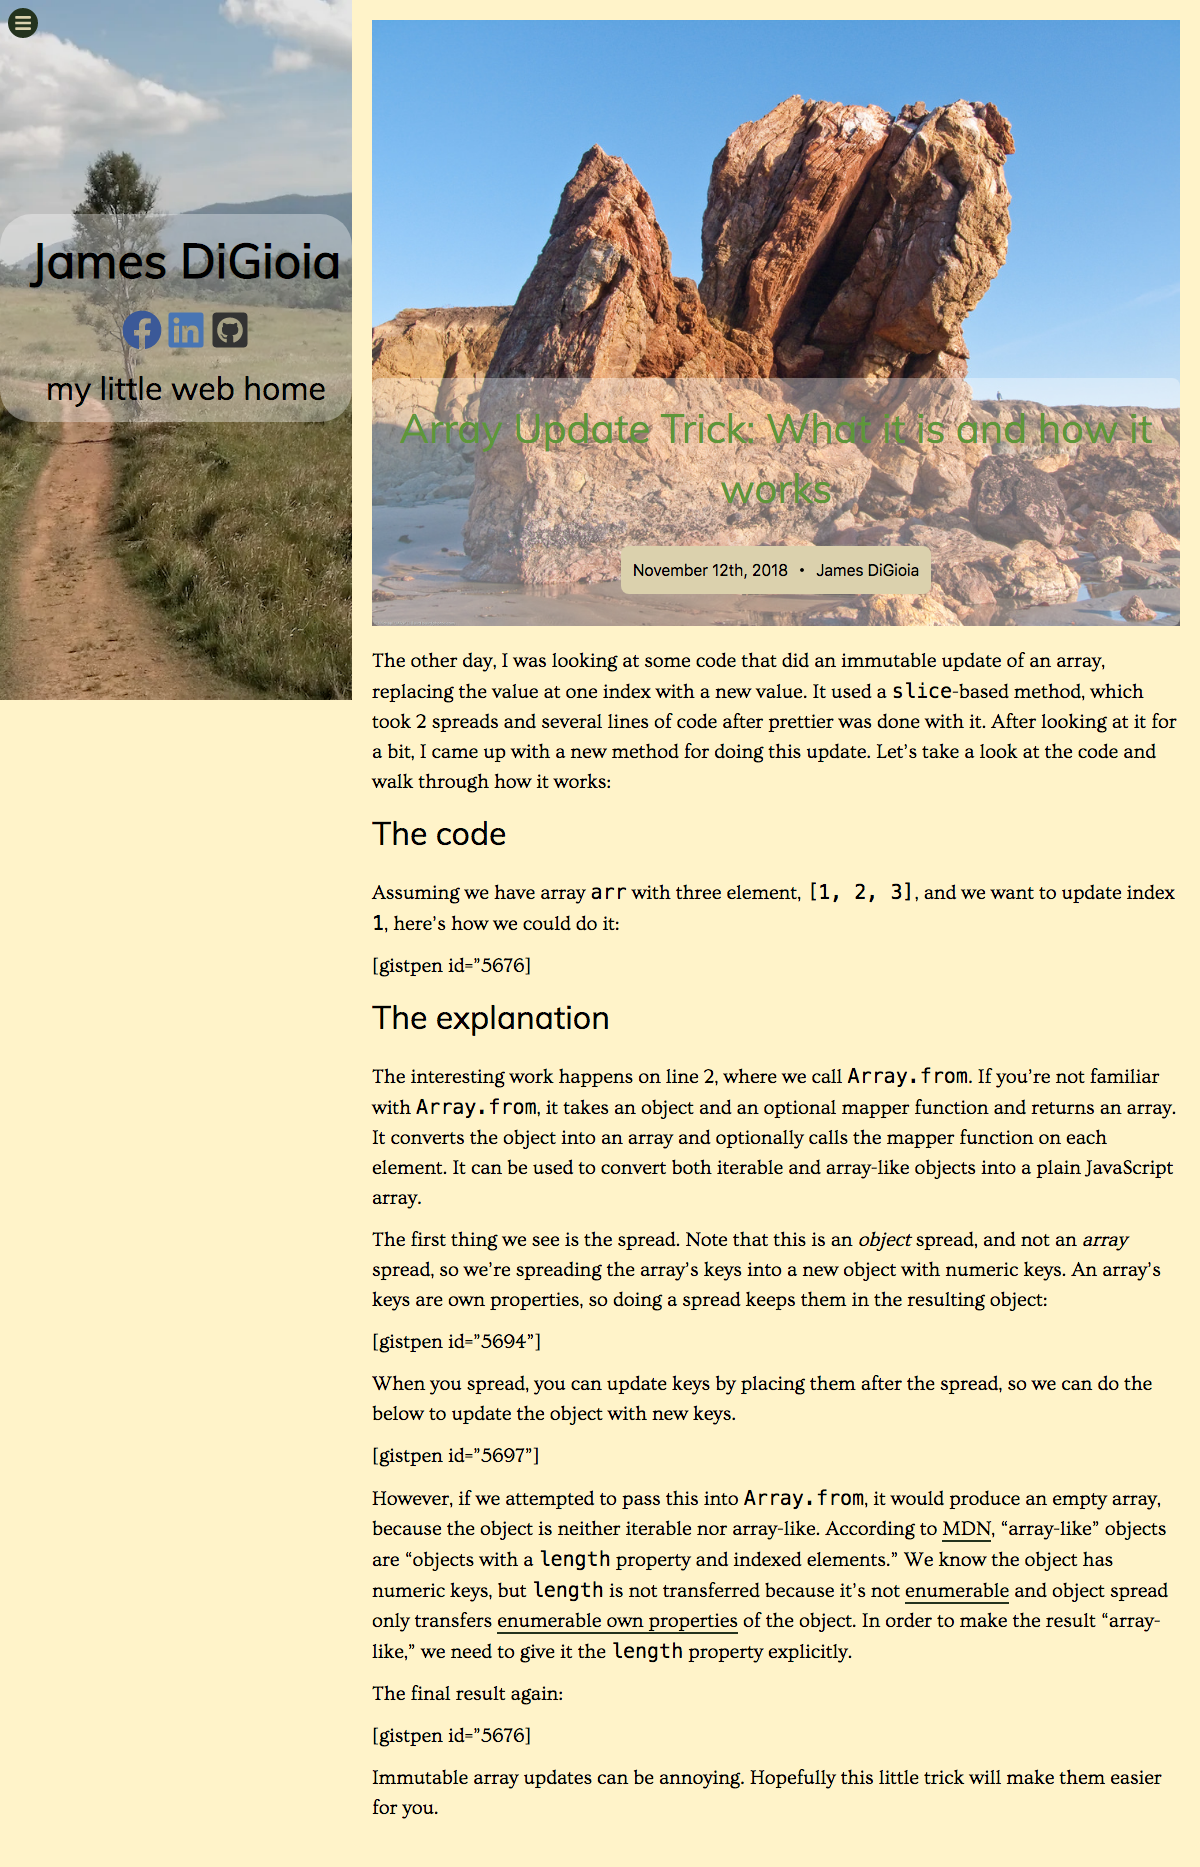 James DiGioia
my little web home
Array Update Trick: What it is and how it
works
November 12th, 2018 • James DiGioia
The other day, I was looking at some code that did an immutable update of an array,
replacing the value at one index with a new value. It used a slice-based method, which
took 2 spreads and several lines of code after prettier was done with it. After looking at it for
a bit, I came up with a new method for doing this update. Let’s take a look at the code and
walk through how it works:
The code
Assuming we have array arr with three element, [1, 2, 3], and we want to update index
1, here’s how we could do it:
[gistpen id=”5676]
The explanation
The interesting work happens on line 2, where we call Array.from. If you’re not familiar
with Array.from, it takes an object and an optional mapper function and returns an array.
It converts the object into an array and optionally calls the mapper function on each
element. It can be used to convert both iterable and array-like objects into a plain JavaScript
array.
The first thing we see is the spread. Note that this is an object spread, and not an array
spread, so we’re spreading the array’s keys into a new object with numeric keys. An array’s
keys are own properties, so doing a spread keeps them in the resulting object:
[gistpen id=”5694”]
When you spread, you can update keys by placing them after the spread, so we can do the
below to update the object with new keys.
[gistpen id=”5697”]
However, if we attempted to pass this into Array.from, it would produce an empty array,
because the object is neither iterable nor array-like. According to MDN, “array-like” objects
are “objects with a length property and indexed elements.” We know the object has
numeric keys, but length is not transferred because it’s not enumerable and object spread
only transfers enumerable own properties of the object. In order to make the result “array-
like,” we need to give it the length property explicitly.
The final result again:
[gistpen id=”5676]
Immutable array updates can be annoying. Hopefully this little trick will make them easier
for you.